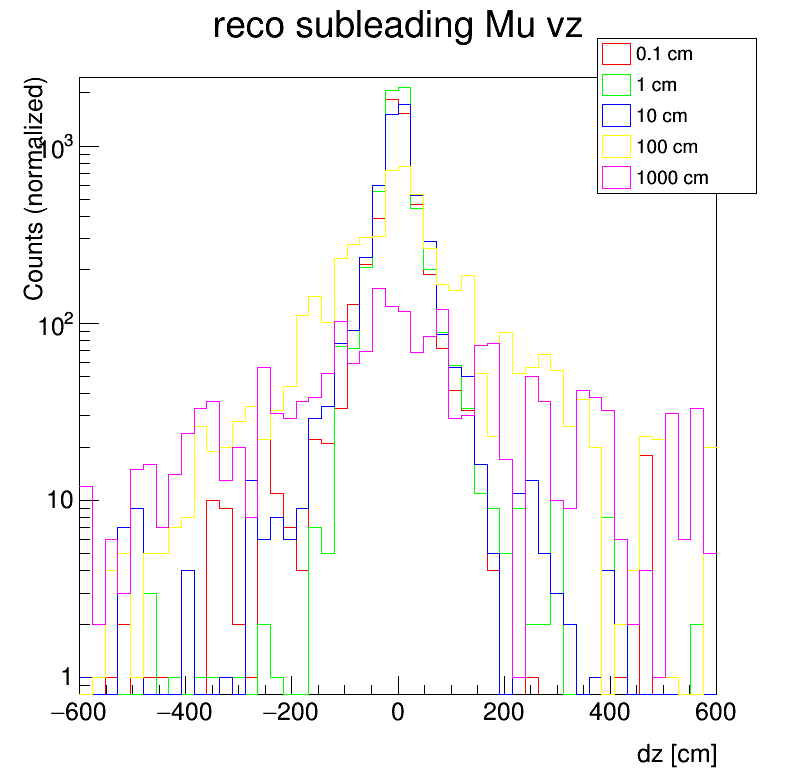 reco subleading Mu vz
0.1 cm
1 cm
10 cm
100 cm
1000 cm
Counts (normalized)
10³
10²
10
1
−600 −400 −200 0 200 400 600
dz [cm]